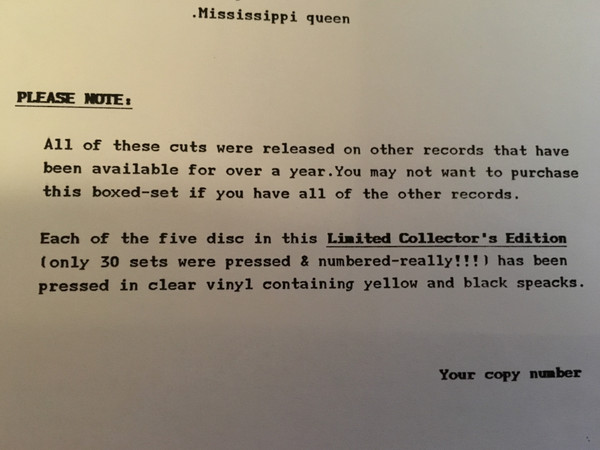 .Mississippi queen
PLEASE NOTE:
All of these cuts were released on other records that have
been available for over a year.You may not want to purchase
this boxed-set if you have all of the other records.
Each of the five disc in this Limited Collector's Edition
(only 30 sets were pressed & numbered-really!!!) has been
pressed in clear vinyl containing yellow and black speacks.
Your copy number